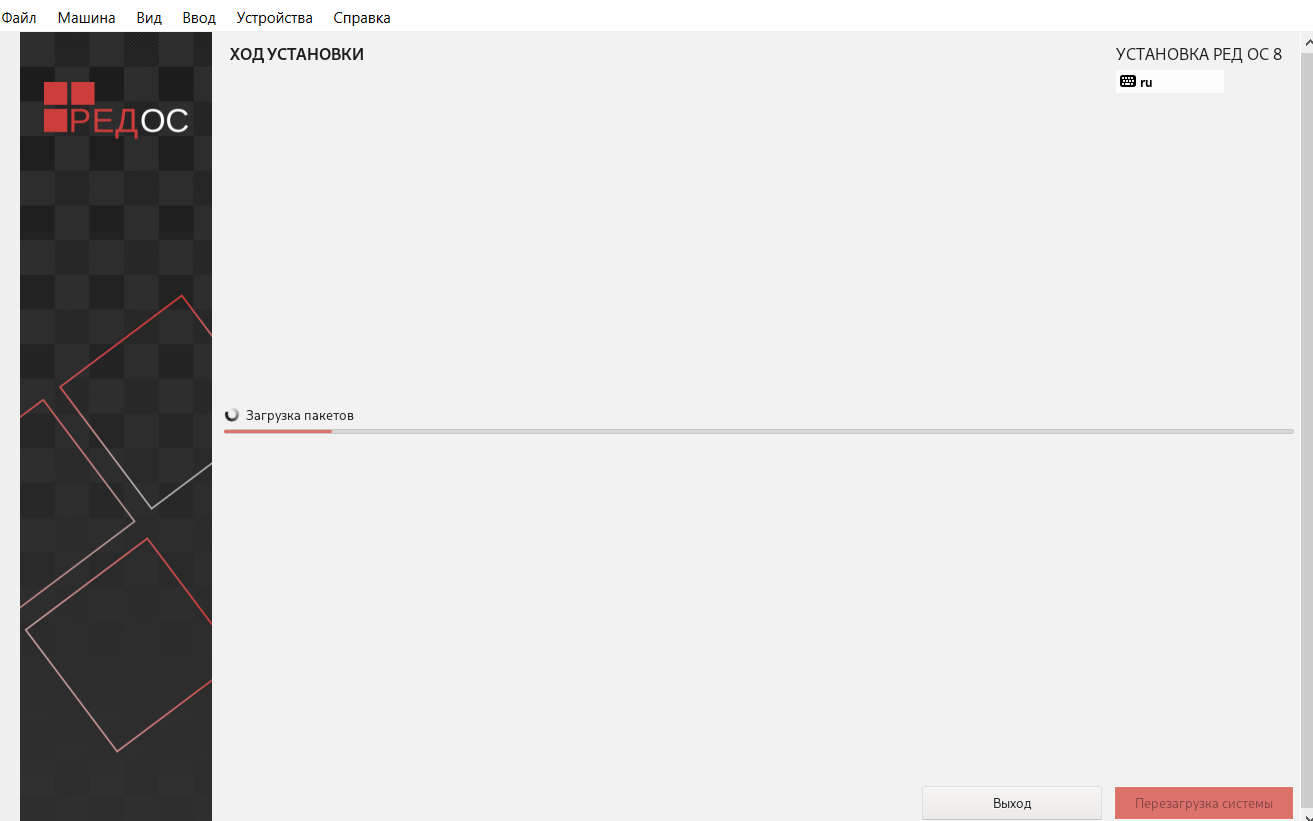 Файл Машина Вид Ввод Устройства Справка
РЕДОС
ХОД УСТАНОВКИ
УСТАНОВКА РЕД ОС 8
ru
Загрузка пакетов
Выход
Перезагрузка системы